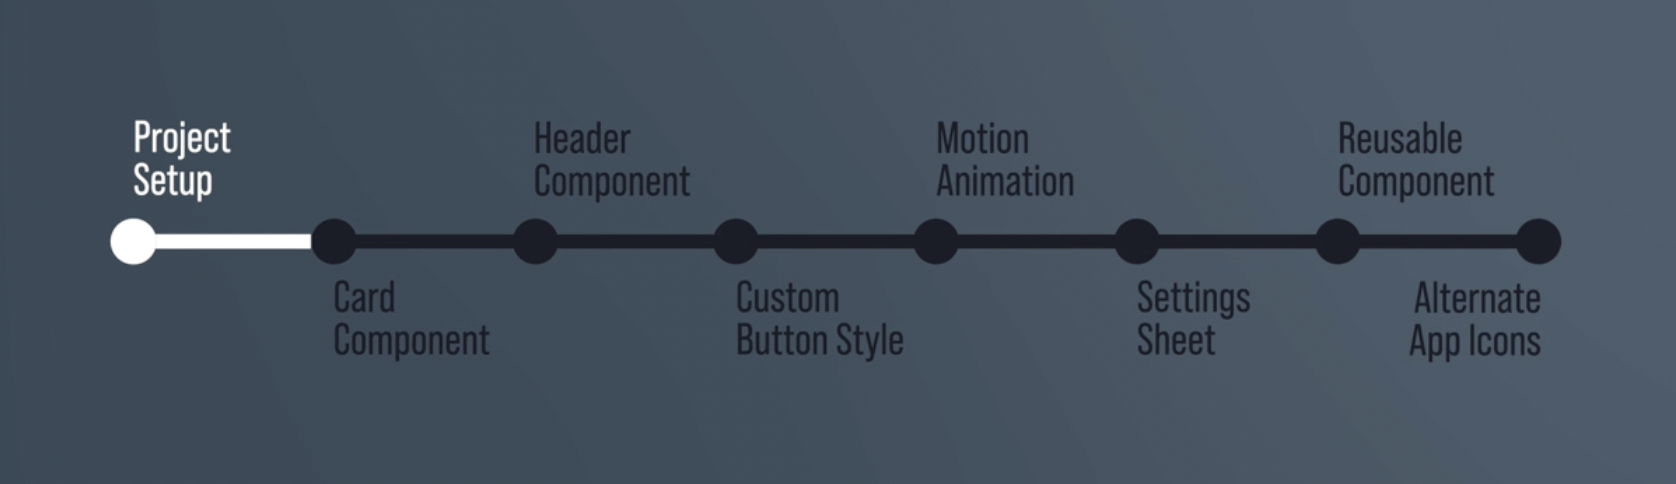 Project
Setup
Card
Component
Header
Component
Custom
Button Style
Motion
Animation
Settings
Sheet
Reusable
Component
Alternate
App Icons